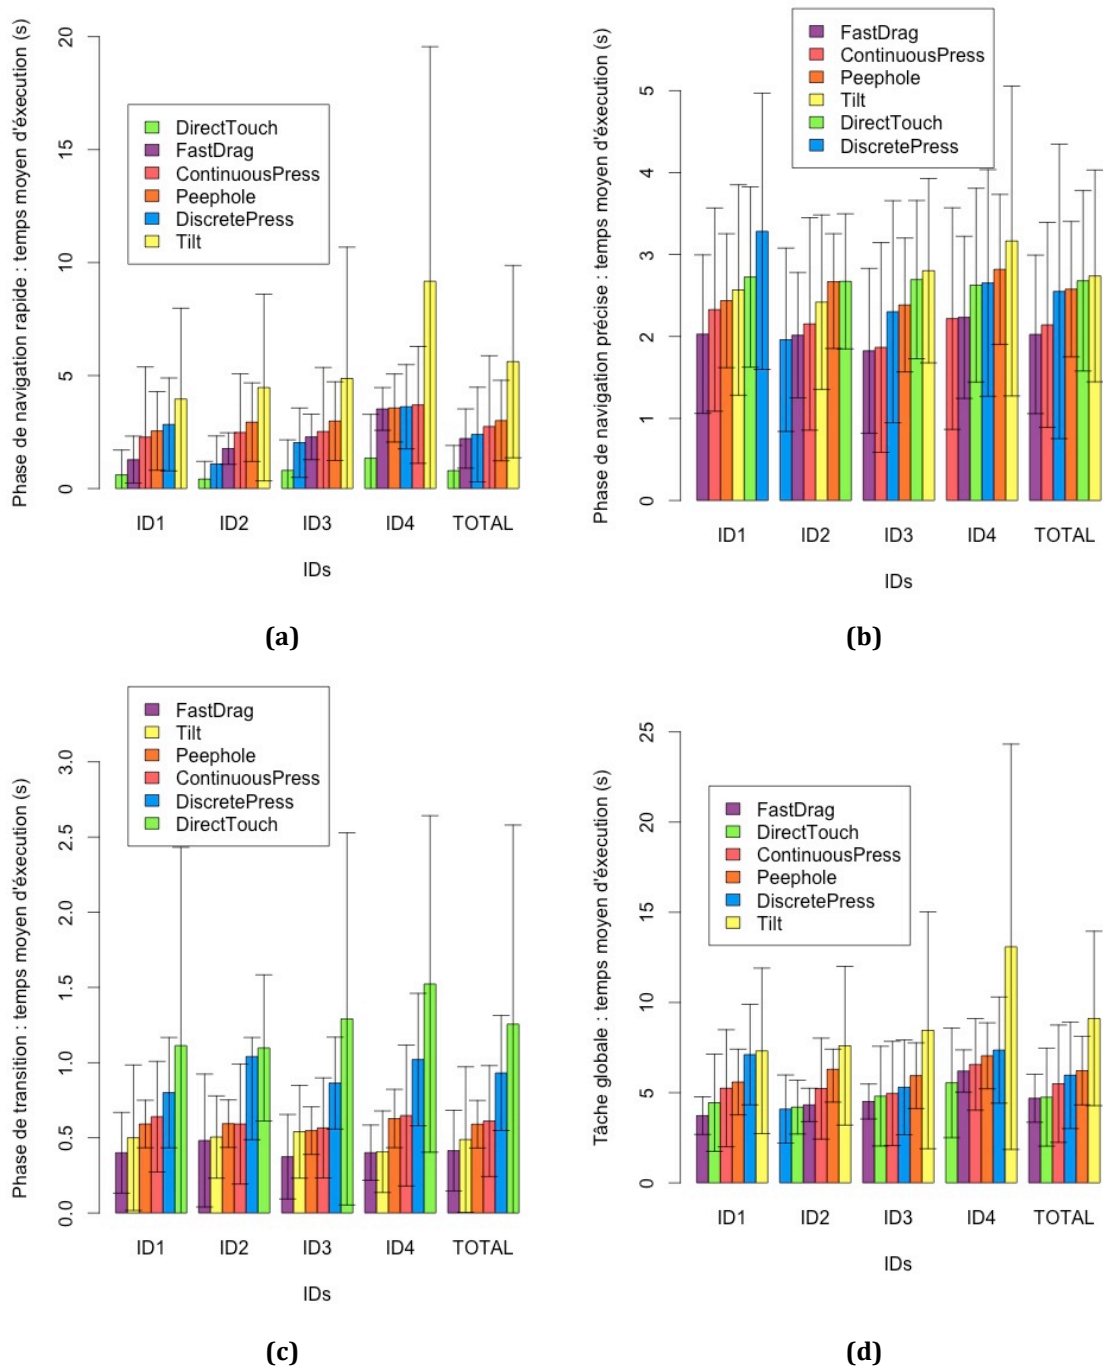 Phase de navigation rapide : temps moyen d'éxecution (s)
20
15
10
5
0
DirectTouch
FastDrag
ContinuousPress
Peephole
DiscretePress
Tilt
ID1 ID2 ID3 ID4 TOTAL
IDs
(a)
Phase de navigation précise : temps moyen d'éxecution (s)
5
4
3
2
1
0
FastDrag
ContinuousPress
Peephole
Tilt
DirectTouch
DiscretePress
ID1 ID2 ID3 ID4 TOTAL
IDs
(b)
Phase de transition : temps moyen d'éxecution (s)
3.0
2.5
2.0
1.5
1.0
0.5
0.0
FastDrag
Tilt
Peephole
ContinuousPress
DiscretePress
DirectTouch
ID1 ID2 ID3 ID4 TOTAL
IDs
(c)
Tâche globale : temps moyen d'éxecution (s)
25
20
15
10
5
0
FastDrag
DirectTouch
ContinuousPress
Peephole
DiscretePress
Tilt
ID1 ID2 ID3 ID4 TOTAL
IDs
(d)